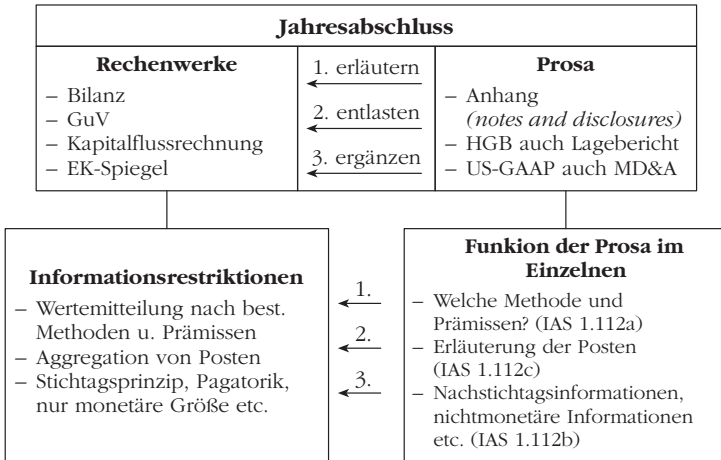 Jahresabschluss
Rechenwerke
– Bilanz
– GuV
– Kapitalflussrechnung
– EK-Spiegel
1. erläutern
2. entlasten
3. ergänzen
Prosa
– Anhang
(notes and disclosures)
– HGB auch Lagebericht
– US-GAAP auch MD&A
Informationsrestriktionen
– Wertemitteilung nach best.
Methoden u. Prämissen
– Aggregation von Posten
– Stichtagsprinzip, Pagatorik,
nur monetäre Größe etc.
1.
2.
3.
Funkion der Prosa im
Einzelnen
– Welche Methode und
Prämissen? (IAS 1.112a)
– Erläuterung der Posten
(IAS 1.112c)
– Nachstichtagsinformationen,
nichtmonetäre Informationen
etc. (IAS 1.112b)